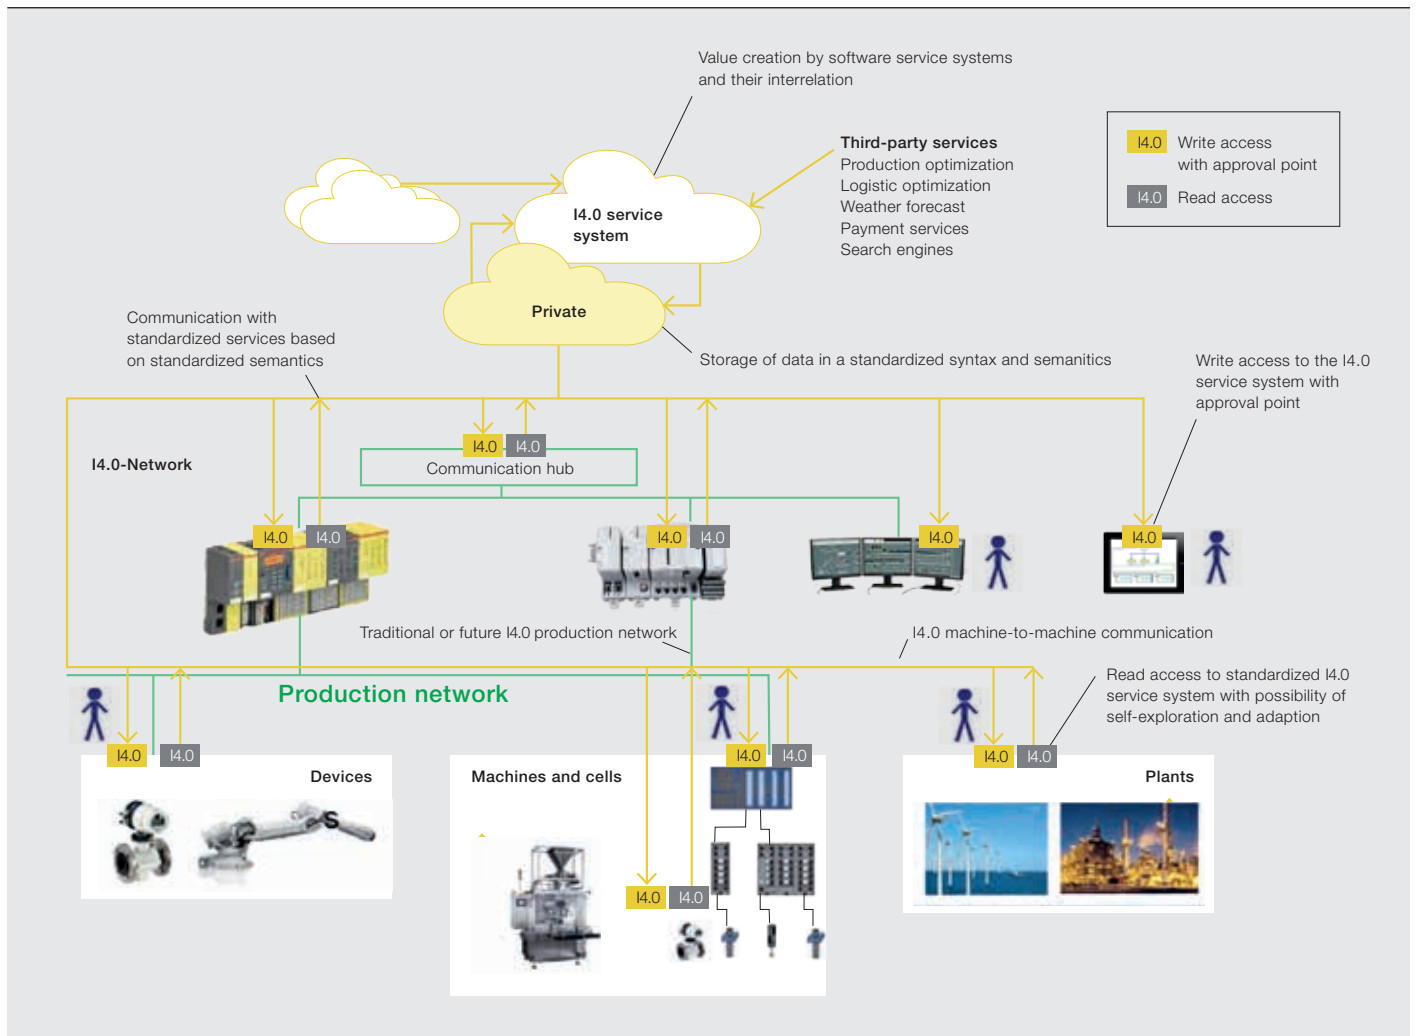 Value creation by software service systems
and their interrelation
Third-party services
Production optimization
Logistic optimization
Weather forecast
Payment services
Search engines
I4.0 Write access
with approval point
I4.0 Read access
I4.0 service
system
Private
Communication with
standardized services based
on standardized semantics
Storage of data in a standardized syntax and semanitics
Write access to the I4.0
service system with
approval point
I4.0-Network
I4.0 I4.0
Communication hub
I4.0 I4.0
I4.0 I4.0
I4.0
I4.0
Traditional or future I4.0 production network
I4.0 machine-to-machine communication
Production network
Read access to standardized I4.0
service system with possibility of
self-exploration and adaption
I4.0 I4.0
I4.0 I4.0
I4.0 I4.0
Devices
Machines and cells
Plants
S
I4.0 I4.0